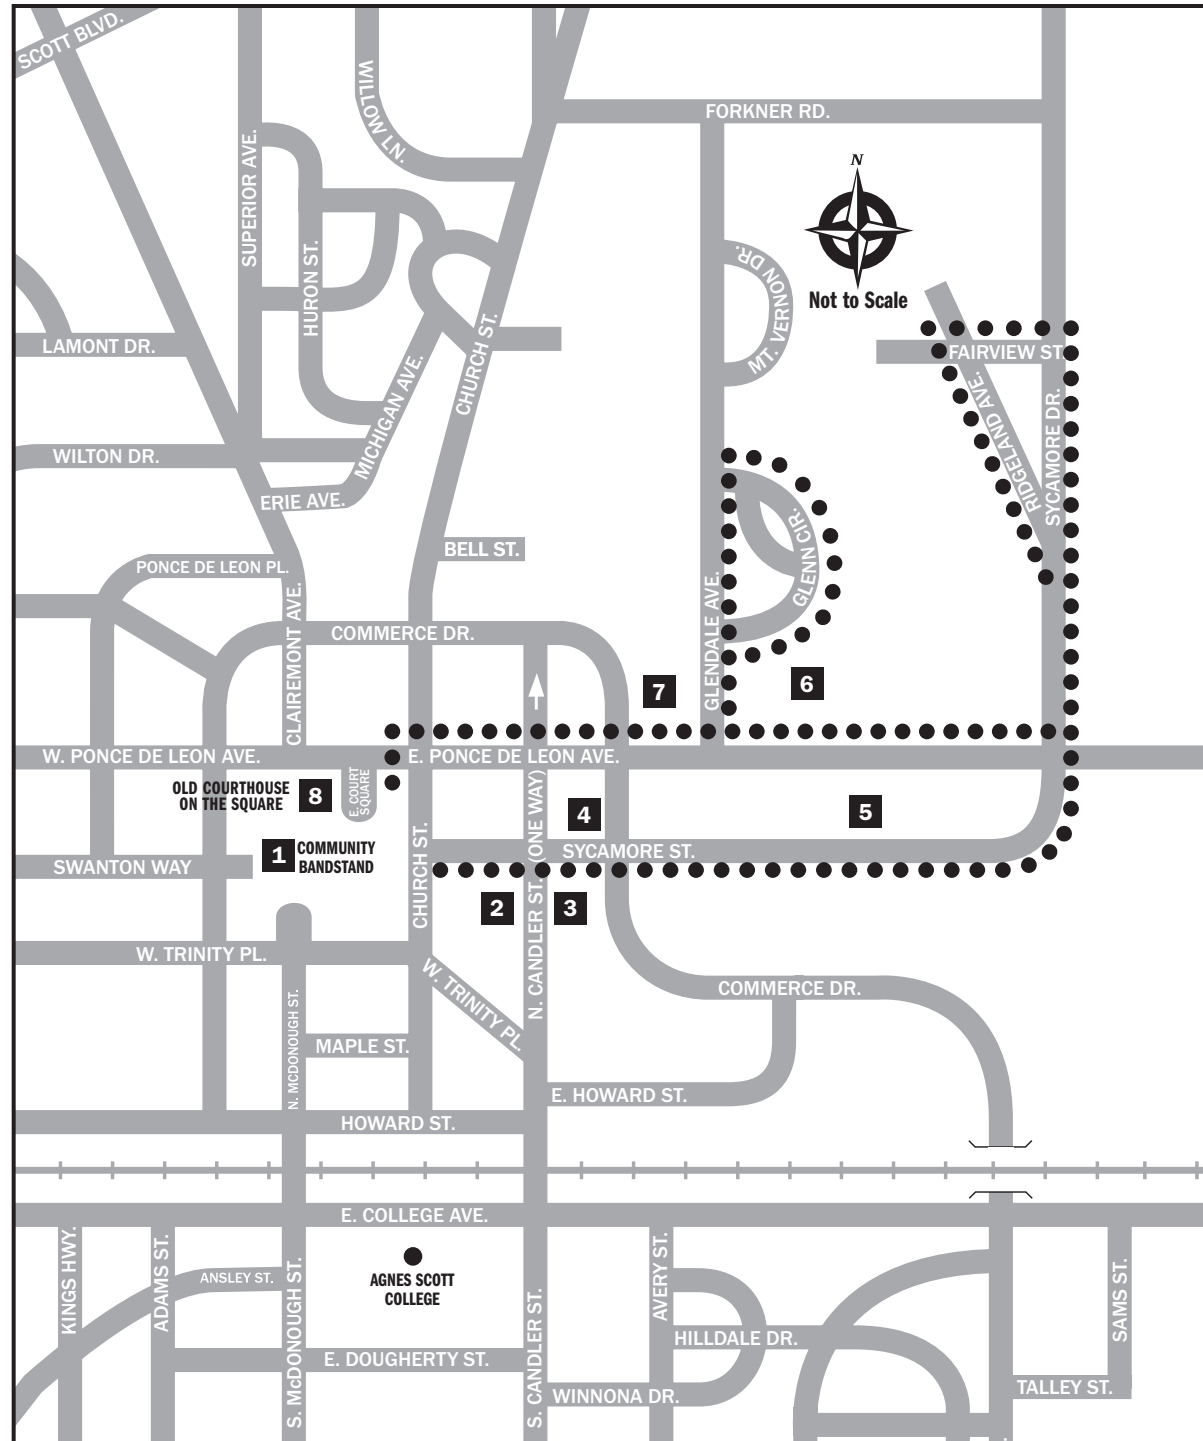 SCOTT BLVD.
SUPERIOR AVE.
WILLOW LN.
FORKNER RD.
N
Not to Scale
HURON ST.
MT. VERNON DR.
LAMONT DR.
CHURCH ST.
MICHIGAN AVE.
FAIRVIEW ST.
RIDGELAND AVE.
SYCAMORE DR.
WILTON DR.
ERIE AVE.
BELL ST.
GLENN CIR.
PONCE DE LEON PL.
CLAIREMONT AVE.
COMMERCE DR.
GLENDALE AVE.
7
6
W. PONCE DE LEON AVE.
E. PONCE DE LEON AVE.
OLD COURTHOUSE
ON THE SQUARE
8
E. COURT
SQUARE
4
5
1
COMMUNITY
BANDSTAND
SWANTON WAY
CHURCH ST.
N. CANDLER ST. (ONE WAY)
SYCAMORE ST.
2
3
W. TRINITY PL.
W. TRINITY PL.
COMMERCE DR.
N. MCDONOUGH ST.
MAPLE ST.
E. HOWARD ST.
HOWARD ST.
E. COLLEGE AVE.
KINGS HWY.
ADAMS ST.
ANSLEY ST.
S. McDONOUGH ST.
AGNES SCOTT
COLLEGE
S. CANDLER ST.
AVERY ST.
HILLDALE DR.
SAMS ST.
E. DOUGHERTY ST.
WINNONA DR.
TALLEY ST.